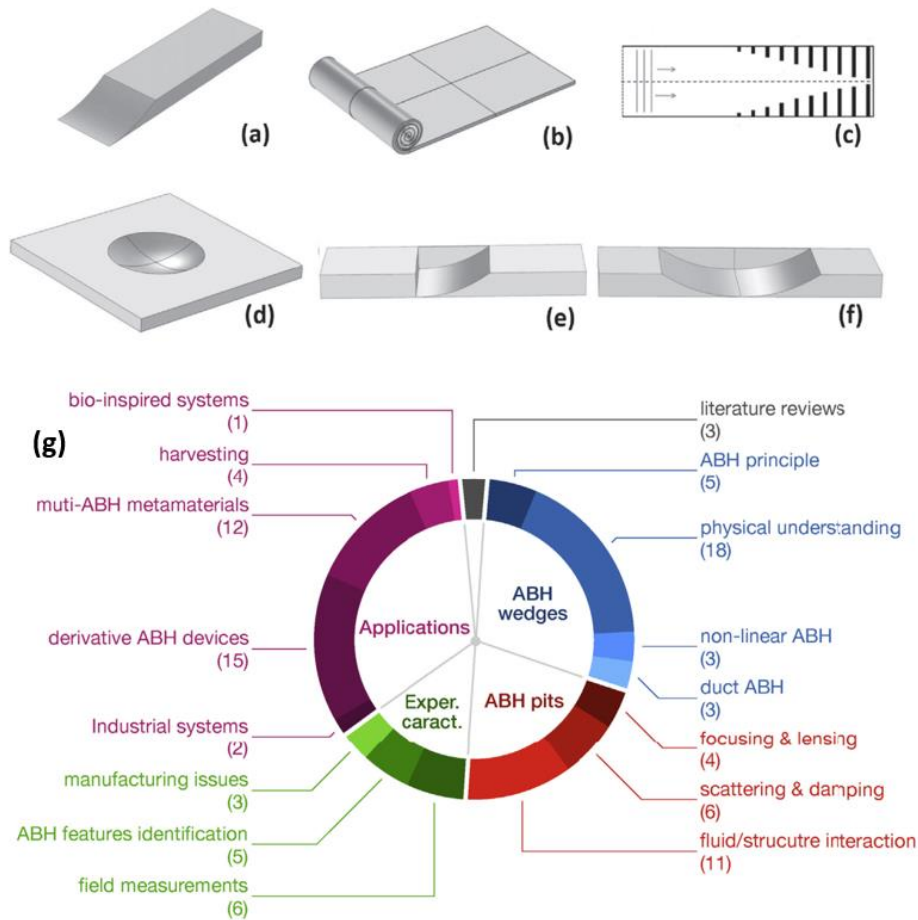 (a)
(b)
(c)
(d)
(e)
(f)
(g)
bio-inspired systems
(1)
harvesting
(4)
muti-ABH metamaterials
(12)
derivative ABH devices
(15)
Industrial systems
(2)
manufacturing issues
(3)
ABH features identification
(5)
field measurements
(6)
Applications
ABH
wedges
Exper.
caract.
ABH pits
literature reviews
(3)
ABH principle
(5)
physical understanding
(18)
non-linear ABH
(3)
duct ABH
(3)
focusing & lensing
(4)
scattering & damping
(6)
fluid/strucutre interaction
(11)